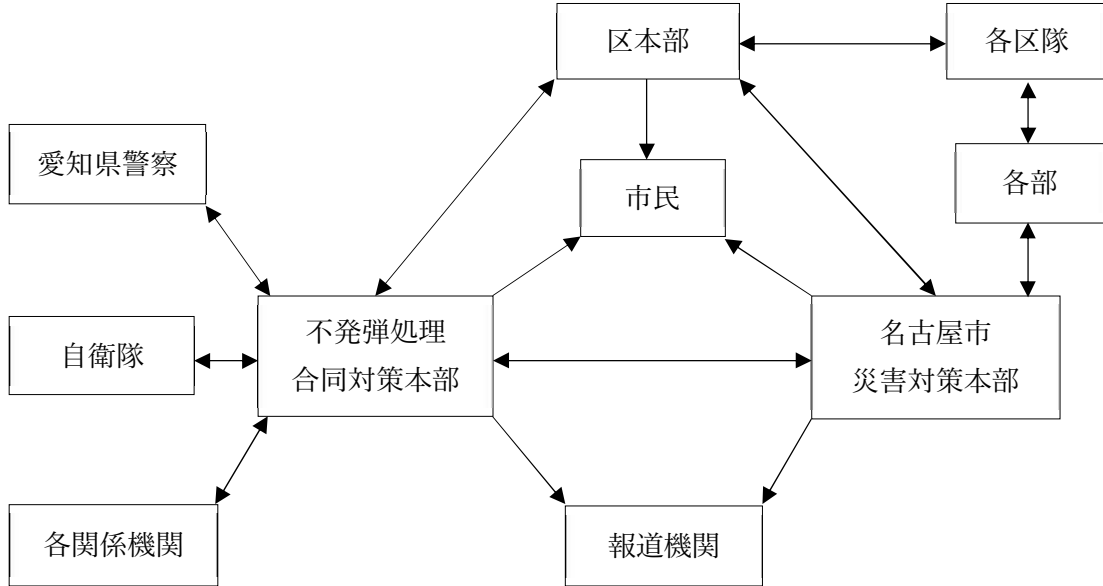 区本部
各区隊
愛知県警察
市民
各部
自衛隊
不発弾処理
合同対策本部
名古屋市
災害対策本部
各関係機関
報道機関